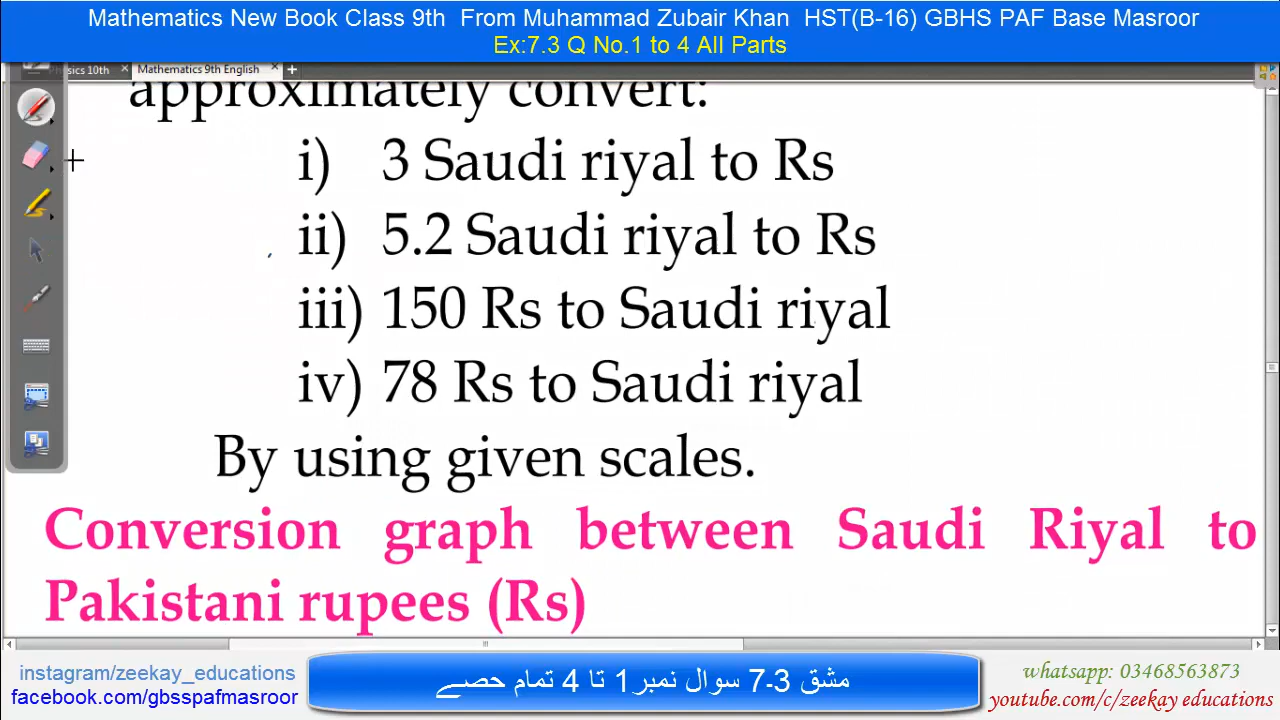 Mathematics New Book Class 9th From Muhammad Zubair Khan HST(B-16) GBHS PAF Base Masroor
Ex:7.3 Q No.1 to 4 All Parts
sics 10th × Mathematics 9th English × +
approximately convert:
i) 3 Saudi riyal to Rs
ii) 5.2 Saudi riyal to Rs
iii) 150 Rs to Saudi riyal
iv) 78 Rs to Saudi riyal
By using given scales.
Conversion graph between Saudi Riyal to
Pakistani rupees (Rs)
instagram/zeekay_educations
facebook.com/gbsspafmasroor
مشق 3-7 سوال نمبر1 تا 4 تمام حصے
whatsapp: 03468563873
youtube.com/c/zeekay educations